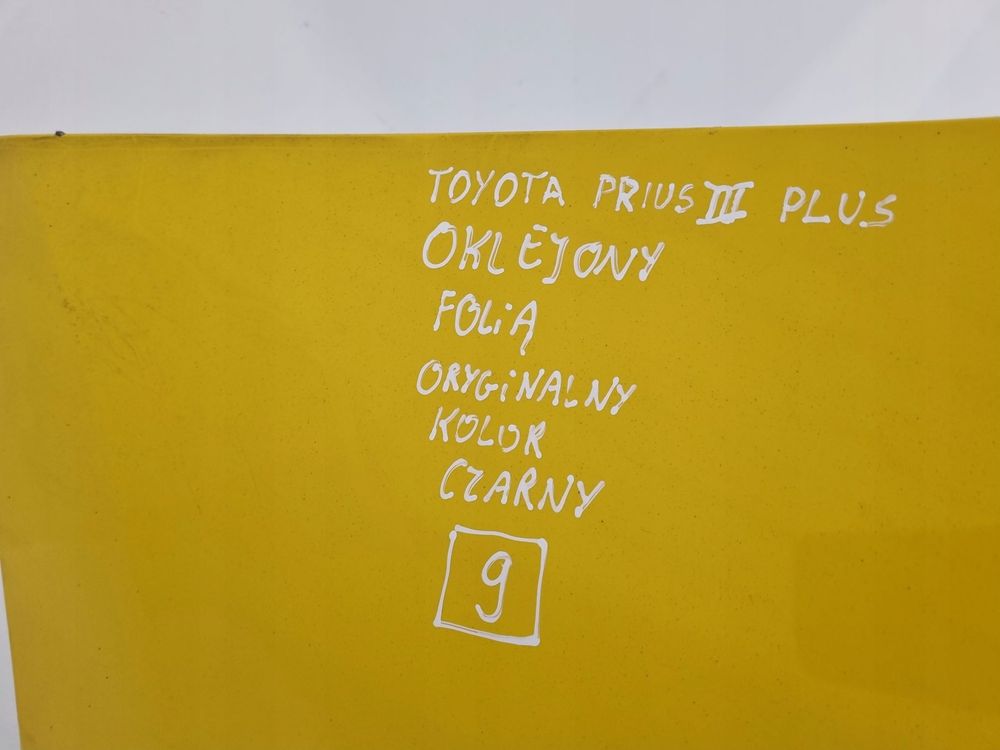 TOYOTA PRIUS III PLUS
OKLEJONY
FOLiĄ
ORYGiNALNY
KOLOR
CZARNY
9